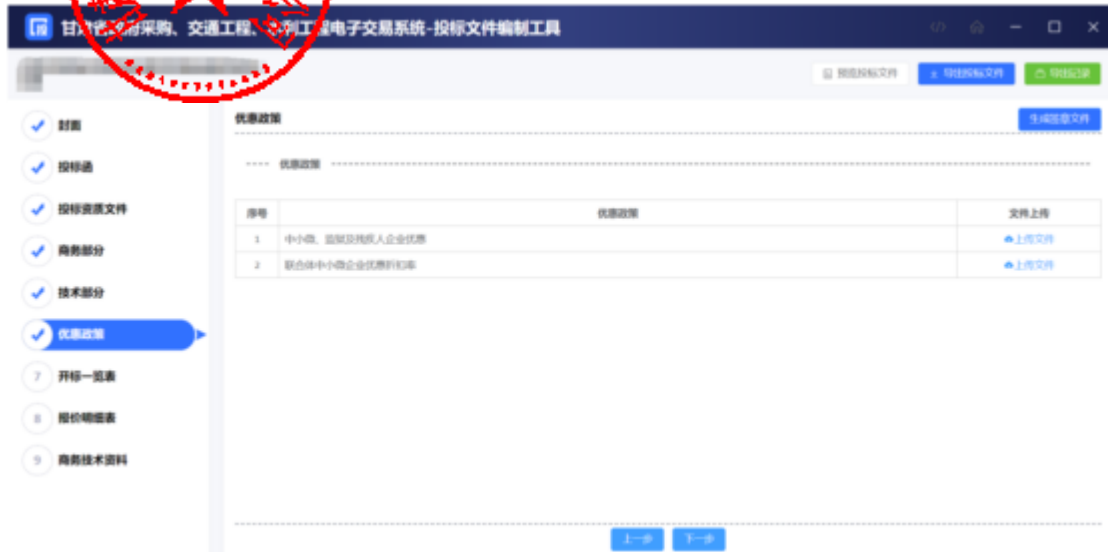 甘肃省政府采购、交通工程、水利工程电子交易系统-投标文件编制工具
预览投标文件 导出投标文件 导出记录
封面
投标函
投标资质文件
商务部分
技术部分
优惠政策
7 开标一览表
8 报价明细表
9 商务技术资料
优惠政策 生成签章文件
优惠政策
序号 优惠政策 文件上传
1 中小微、监狱及残疾人企业优惠 上传文件
2 联合体中小微企业优惠折扣率 上传文件
上一步 下一步